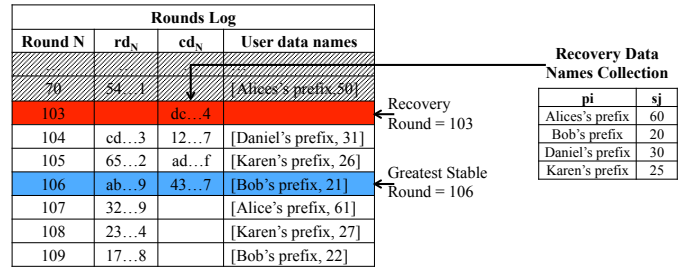 Rounds Log
Round N rd_N cd_N User data names
... ... ... ...
70 54…1 [Alices's prefix,50]
103 dc…4
104 cd…3 12…7 [Daniel's prefix, 31]
105 65…2 ad…f [Karen's prefix, 26]
106 ab…9 43…7 [Bob's prefix, 21]
107 32…9 [Alice's prefix, 61]
108 23…4 [Karen's prefix, 27]
109 17…8 [Bob's prefix, 22]
Recovery
Round = 103
Greatest Stable
Round = 106
Recovery Data
Names Collection
pi sj
Alices's prefix 60
Bob's prefix 20
Daniel's prefix 30
Karen's prefix 25